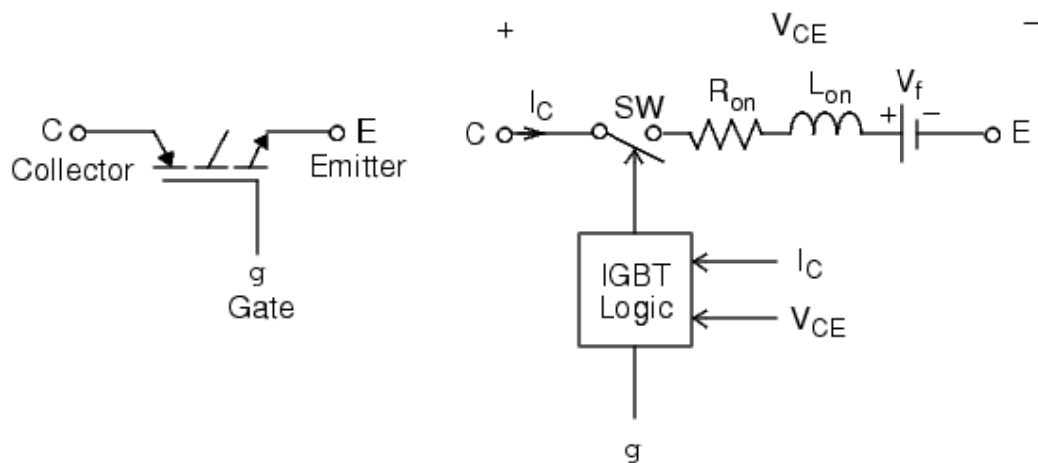 C
Collector
E
Emitter
g
Gate
+
V_CE
−
C
I_C
SW
R_on
L_on
V_f
+
−
E
IGBT
Logic
I_C
V_CE
g